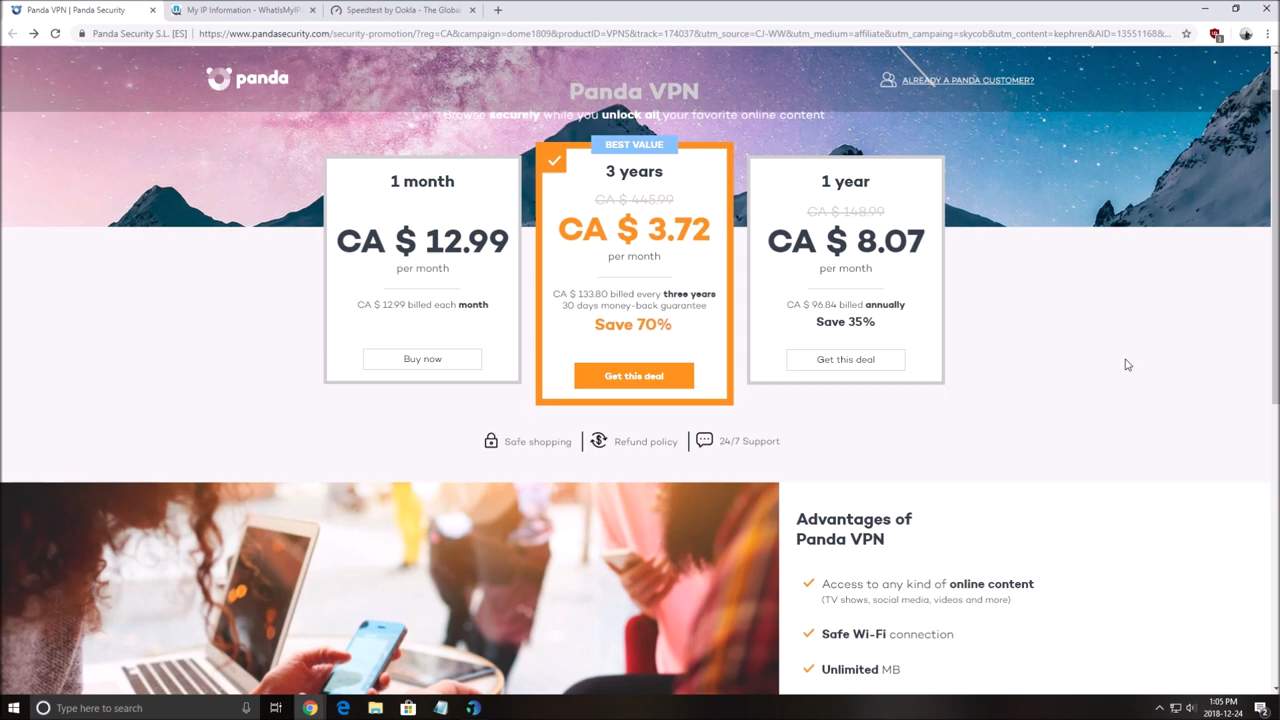 Panda VPN | Panda Security
My IP Information - WhatIsMyIP
Speedtest by Ookla - The Global
Panda Security S.L. [ES]
https://www.pandasecurity.com/security-promotion/?reg=CA&campaign=dome1809&productID=VPNS&track=174037&utm_source=CJ-WW&utm_medium=affiliate&utm_campaing=skycob&utm_content=kephren&AID=13551168&...
panda
ALREADY A PANDA CUSTOMER?
Panda VPN
Browse securely while you unlock all your favorite online content
1 month
CA $ 12.99
per month
CA $ 12.99 billed each month
Buy now
BEST VALUE
3 years
CA $ 445.99
CA $ 3.72
per month
CA $ 133.80 billed every three years
30 days money-back guarantee
Save 70%
Get this deal
1 year
CA $ 148.99
CA $ 8.07
per month
CA $ 96.84 billed annually
Save 35%
Get this deal
Safe shopping
Refund policy
24/7 Support
Advantages of
Panda VPN
Access to any kind of online content
(TV shows, social media, videos and more)
Safe Wi-Fi connection
Unlimited MB
Type here to search
1:05 PM
2018-12-24
2